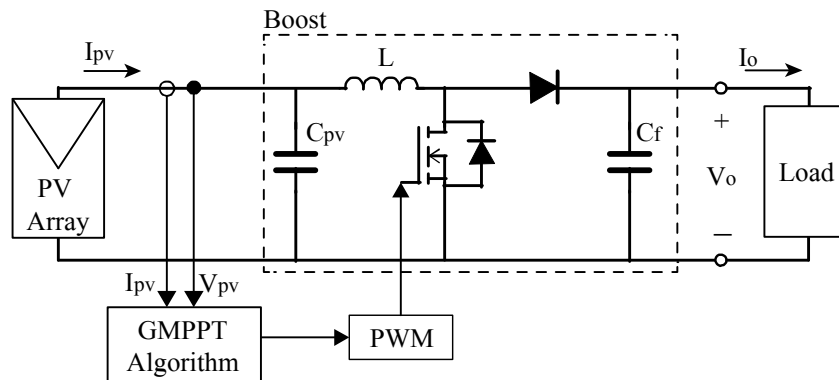 Boost
Ipv
L
Io
Cpv
Cf
+
PV
Array
Vo
Load
−
Ipv
Vpv
GMPPT
Algorithm
PWM